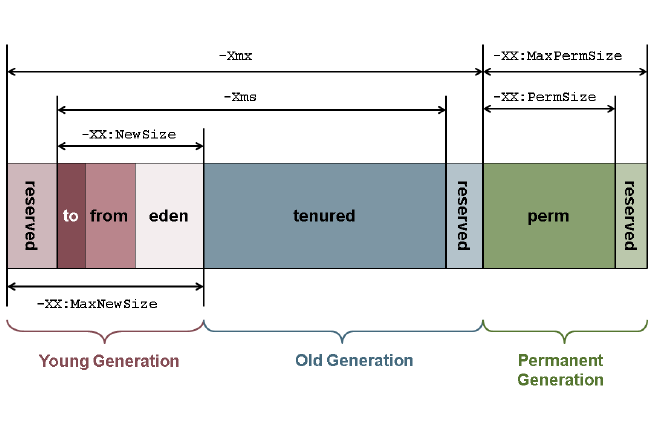 -Xmx
-XX:MaxPermSize
-Xms
-XX:PermSize
-XX:NewSize
reserved
to
from
eden
tenured
reserved
perm
reserved
-XX:MaxNewSize
Young Generation
Old Generation
Permanent
Generation